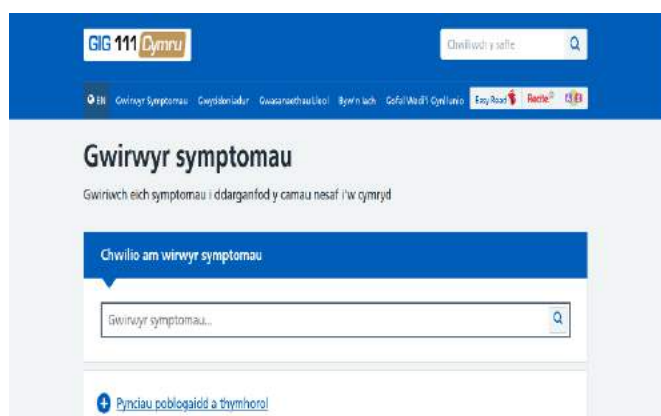 GIG 111 Cymru
Chwiliwch y safle
EN Gwirwyr Symptomau Gwyddoniadur Gwasanaethau Lleol Byw'n Iach Gofal Wedi'i Gynllunio Easy Read Recite
Gwirwyr symptomau
Gwiriwch eich symptomau i ddarganfod y camau nesaf i'w cymryd
Chwilio am wirwyr symptomau
Gwirwyr symptomau...
Pynciau poblogaidd a thymhorol